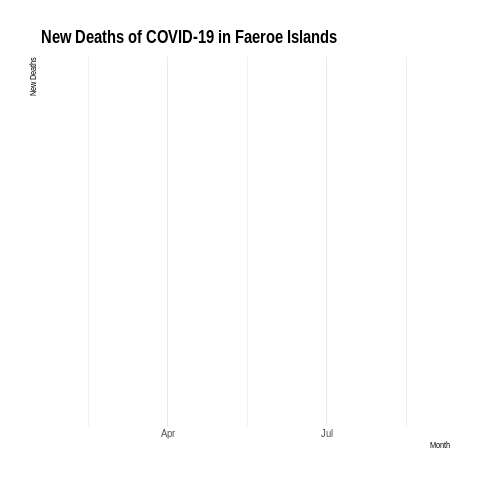 New Deaths of COVID-19 in Faeroe Islands
New Deaths
Apr
Jul
Month